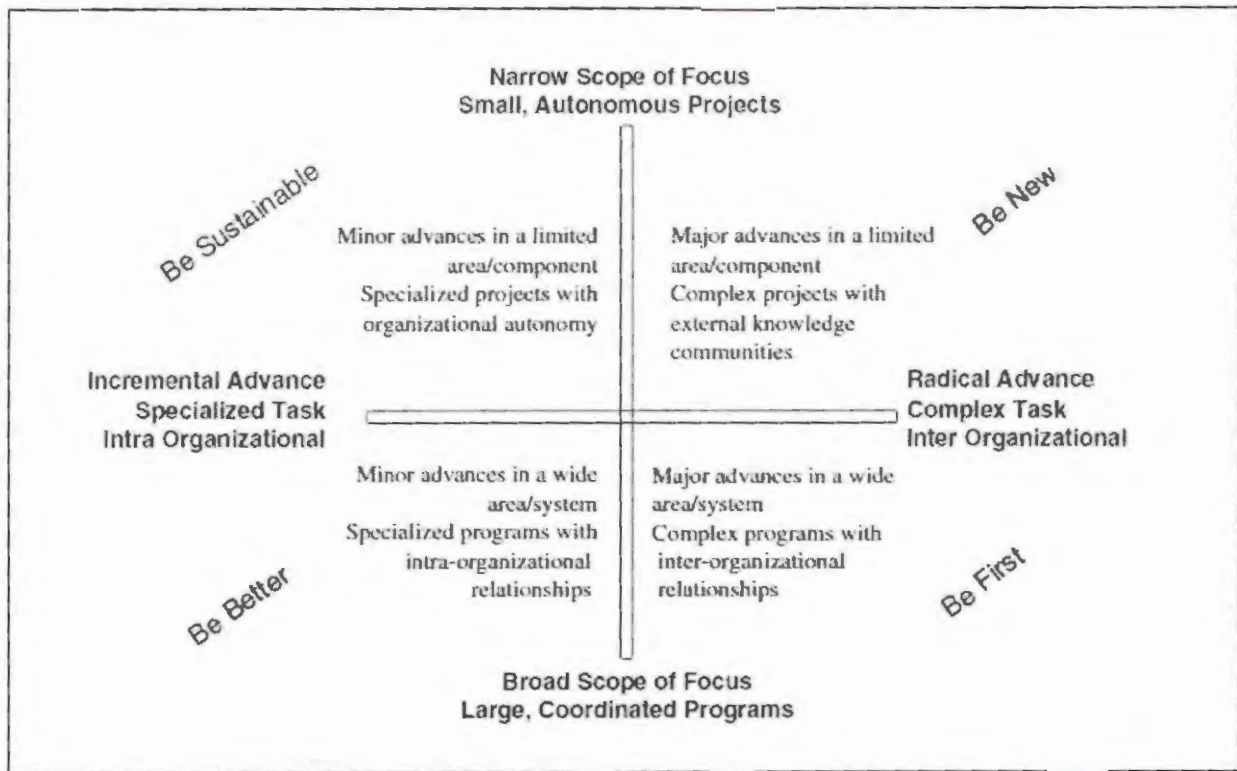 Narrow Scope of Focus
Small, Autonomous Projects
Be Sustainable
Be New
Minor advances in a limited
area/component
Specialized projects with
organizational autonomy
Major advances in a limited
area/component
Complex projects with
external knowledge
communities
Incremental Advance
Specialized Task
Intra Organizational
Radical Advance
Complex Task
Inter Organizational
Minor advances in a wide
area/system
Specialized programs with
intra-organizational
relationships
Major advances in a wide
area/system
Complex programs with
inter-organizational
relationships
Be Better
Be First
Broad Scope of Focus
Large, Coordinated Programs